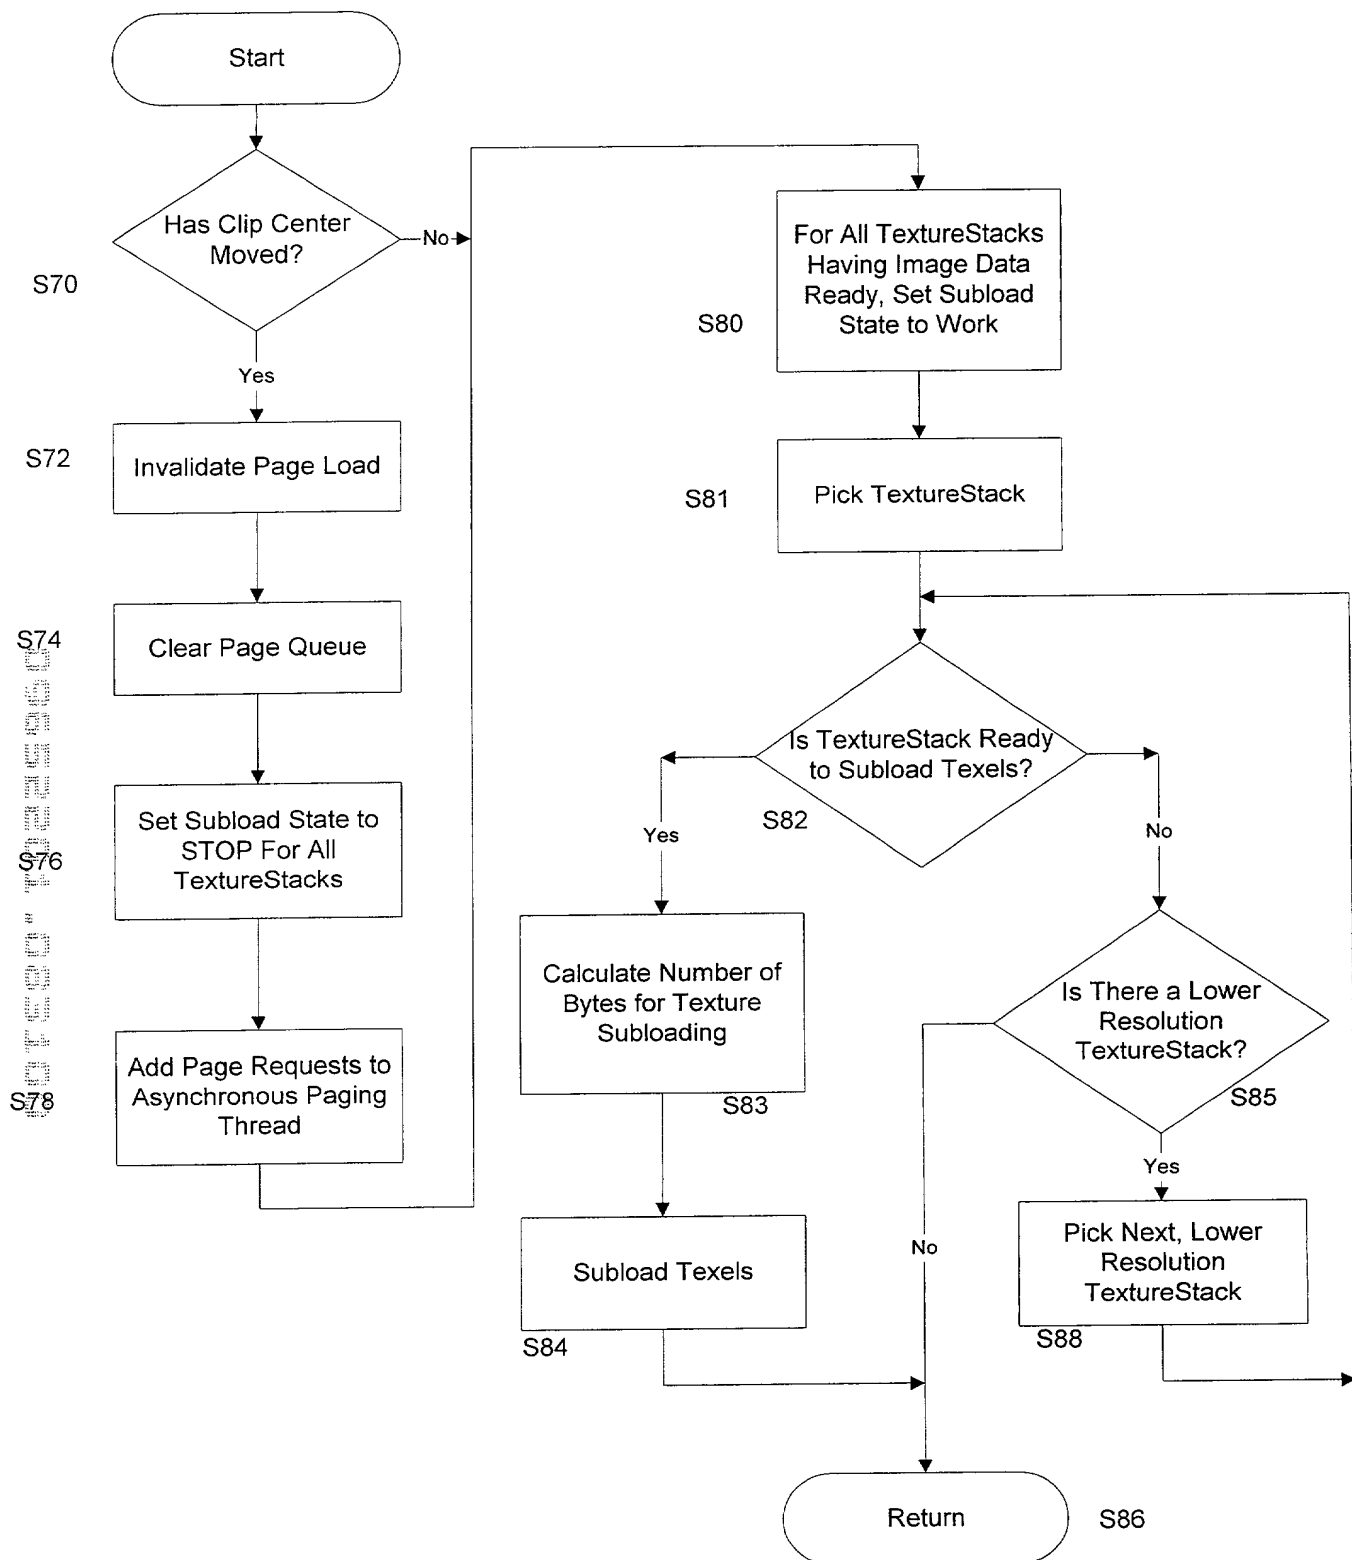 Start
Has Clip Center
Moved?
No
S70
Yes
S72
Invalidate Page Load
S74
Clear Page Queue
Set Subload State to
STOP For All
TextureStacks
S76
Add Page Requests to
Asynchronous Paging
Thread
S78
For All TextureStacks
Having Image Data
Ready, Set Subload
State to Work
S80
Pick TextureStack
S81
Is TextureStack Ready
to Subload Texels?
S82
Yes
No
Calculate Number of
Bytes for Texture
Subloading
S83
Subload Texels
S84
Is There a Lower
Resolution
TextureStack?
S85
Yes
No
Pick Next, Lower
Resolution
TextureStack
S88
Return
S86